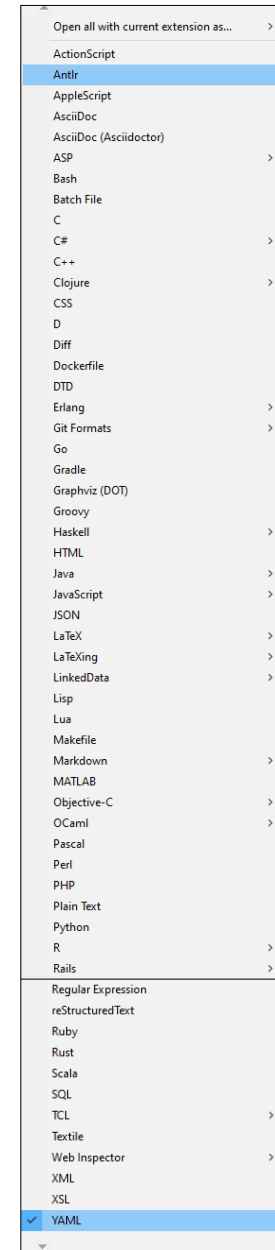 Open all with current extension as...
ActionScript
Antlr
AppleScript
AsciiDoc
AsciiDoc (Asciidoctor)
ASP
Bash
Batch File
C
C#
C++
Clojure
CSS
D
Diff
Dockerfile
DTD
Erlang
Git Formats
Go
Gradle
Graphviz (DOT)
Groovy
Haskell
HTML
Java
JavaScript
JSON
LaTeX
LaTeXing
LinkedData
Lisp
Lua
Makefile
Markdown
MATLAB
Objective-C
OCaml
Pascal
Perl
PHP
Plain Text
Python
R
Rails
Regular Expression
reStructuredText
Ruby
Rust
Scala
SQL
TCL
Textile
Web Inspector
XML
XSL
YAML